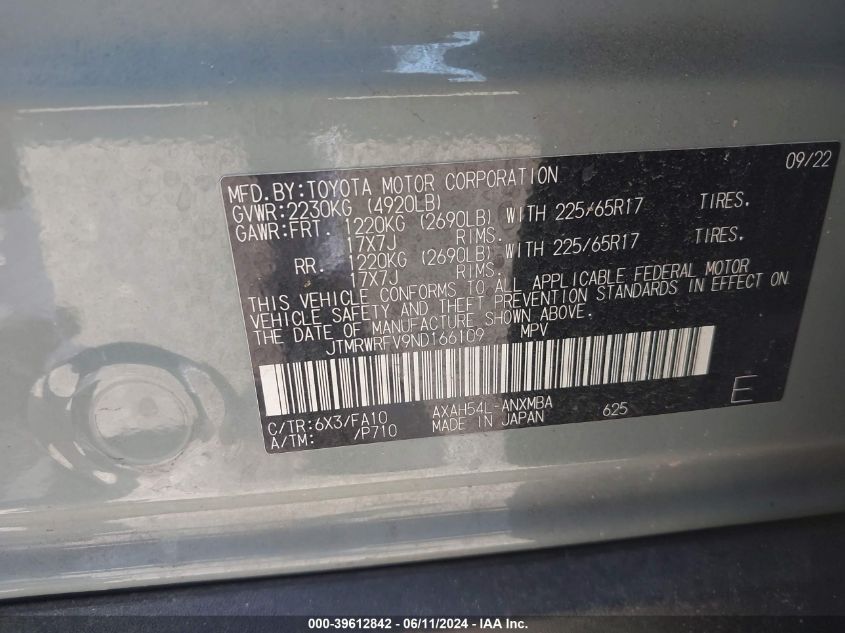 09/22
MFD.BY:TOYOTA MOTOR CORPORATION
GVWR:2230KG (4920LB)
GAWR:FRT. 1220KG (2690LB) WITH 225/65R17 TIRES.
17X7J RIMS.
RR. 1220KG (2690LB) WITH 225/65R17 TIRES.
17X7J RIMS.
THIS VEHICLE CONFORMS TO ALL APPLICABLE FEDERAL MOTOR
VEHICLE SAFETY AND THEFT PREVENTION STANDARDS IN EFFECT ON
THE DATE OF MANUFACTURE SHOWN ABOVE.
JTMRWRFV9ND166109 MPV
C/TR:6X3/FA10 AXAH54L-ANXMBA 625 E
A/TM: /P710 MADE IN JAPAN
000-39612842 / 06/11/2024 / IAA Inc.